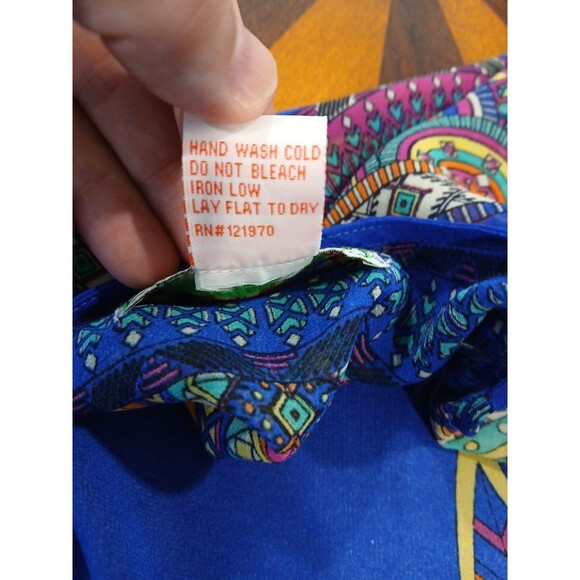 HAND WASH COLD
DO NOT BLEACH
IRON LOW
LAY FLAT TO DRY
RN#121970